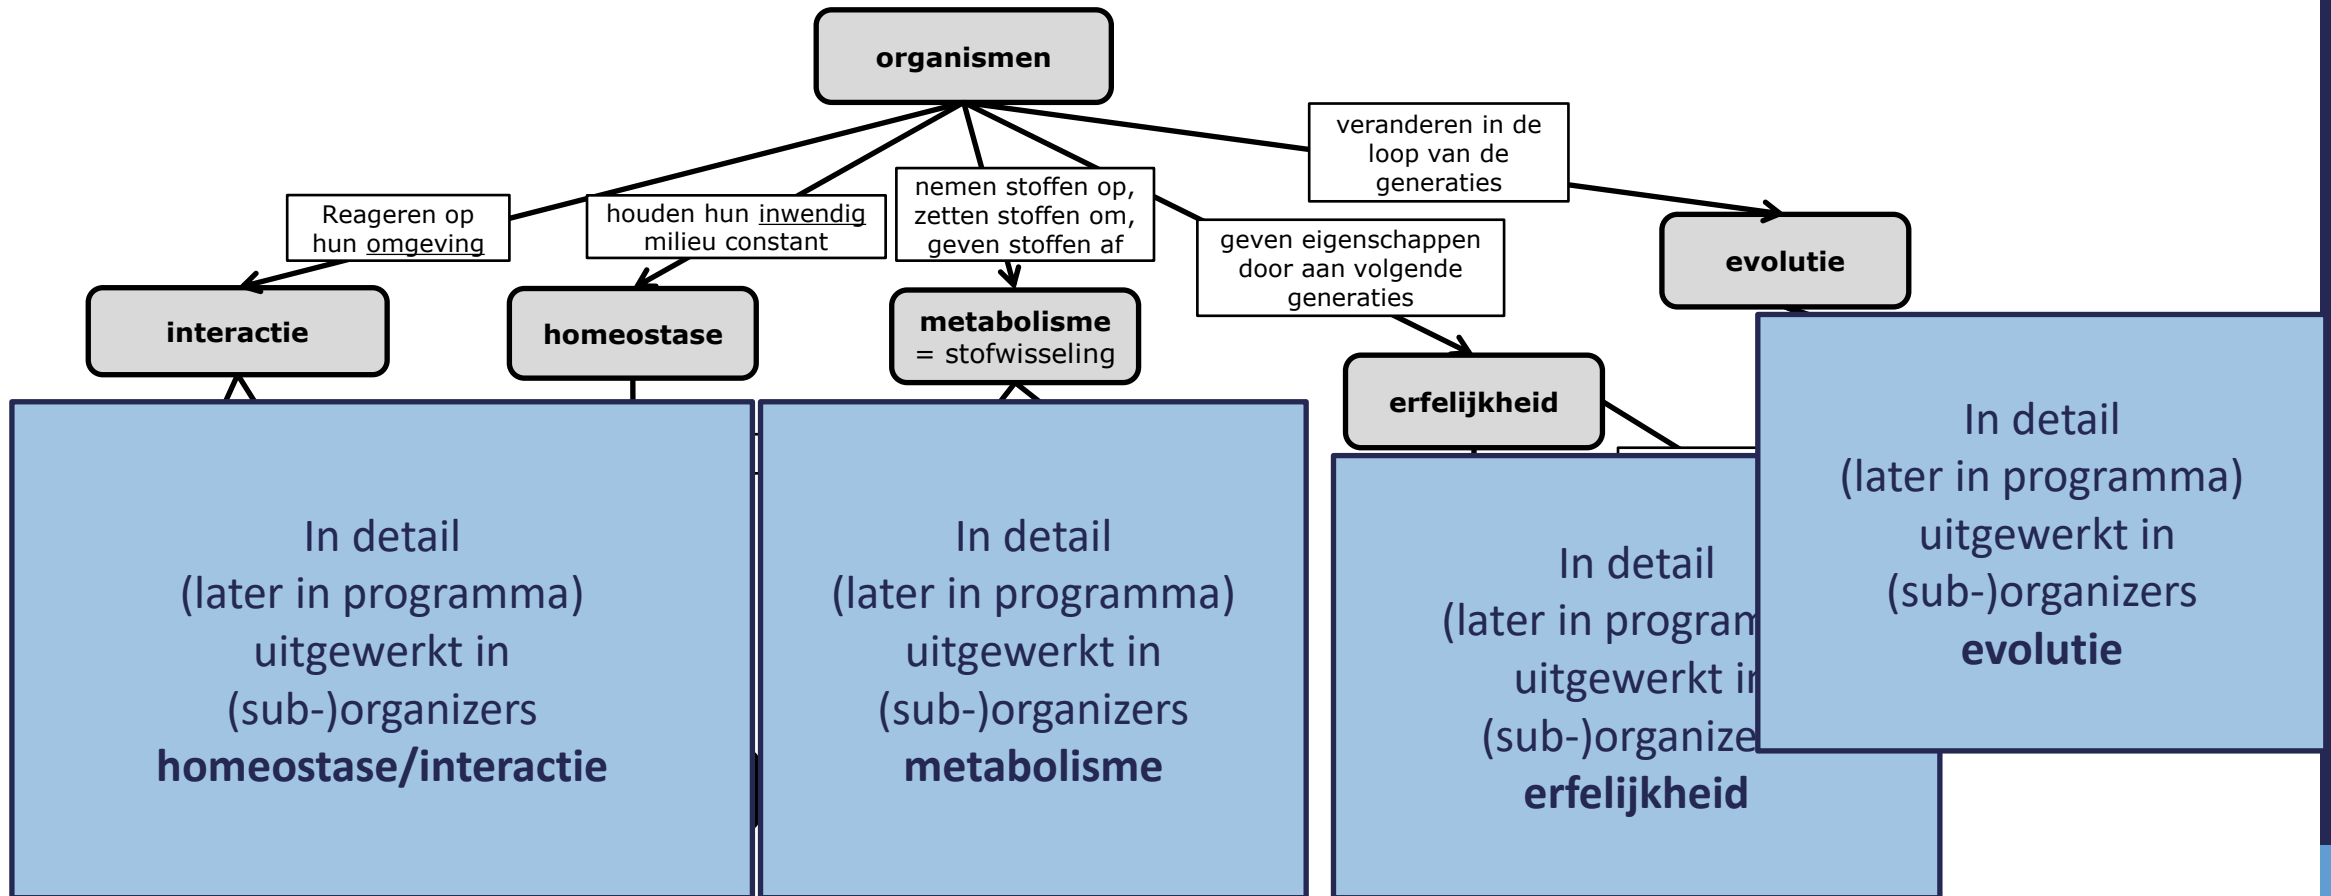 organismen
veranderen in de
loop van de
generaties
Reageren op
hun omgeving
houden hun inwendig
milieu constant
nemen stoffen op,
zetten stoffen om,
geven stoffen af
geven eigenschappen
door aan volgende
generaties
evolutie
interactie
homeostase
metabolisme
= stofwisseling
erfelijkheid
In detail
(later in programma)
uitgewerkt in
(sub-)organizers
homeostase/interactie
In detail
(later in programma)
uitgewerkt in
(sub-)organizers
metabolisme
In detail
(later in
uitgewerkt
erfelijkheid
In detail
(later in programma)
uitgewerkt in
(sub-)organizers
evolutie